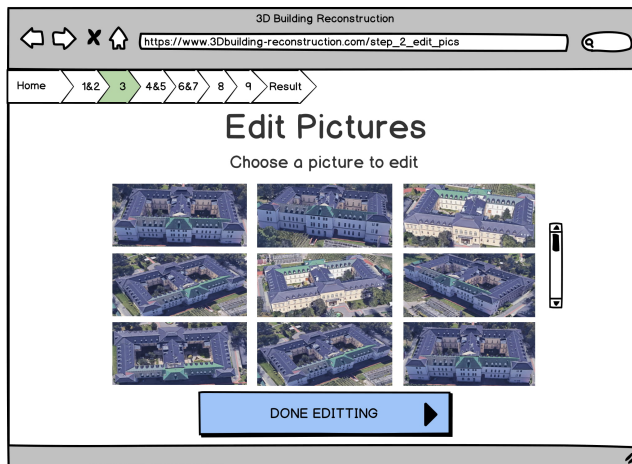 3D Building Reconstruction
https://www.3Dbuilding-reconstruction.com/step_2_edit_pics
Home 1&2 3 4&5 6&7 8 9 Result
Edit Pictures
Choose a picture to edit
DONE EDITTING